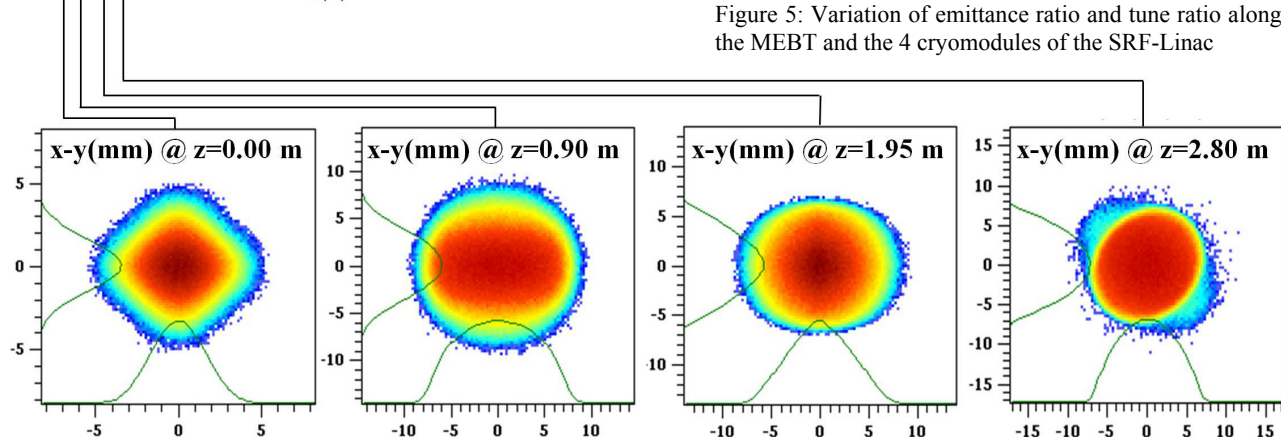 Figure 5: Variation of emittance ratio and tune ratio along
the MEBT and the 4 cryomodules of the SRF-Linac
x-y(mm) @ z=0.00 m
5
0
-5
-5 0 5
x-y(mm) @ z=0.90 m
10
5
0
-5
-10
-10 -5 0 5 10
x-y(mm) @ z=1.95 m
10
5
0
-5
-10
-10 -5 0 5 10
x-y(mm) @ z=2.80 m
15
10
5
0
-5
-10
-15
-15 -10 -5 0 5 10 15